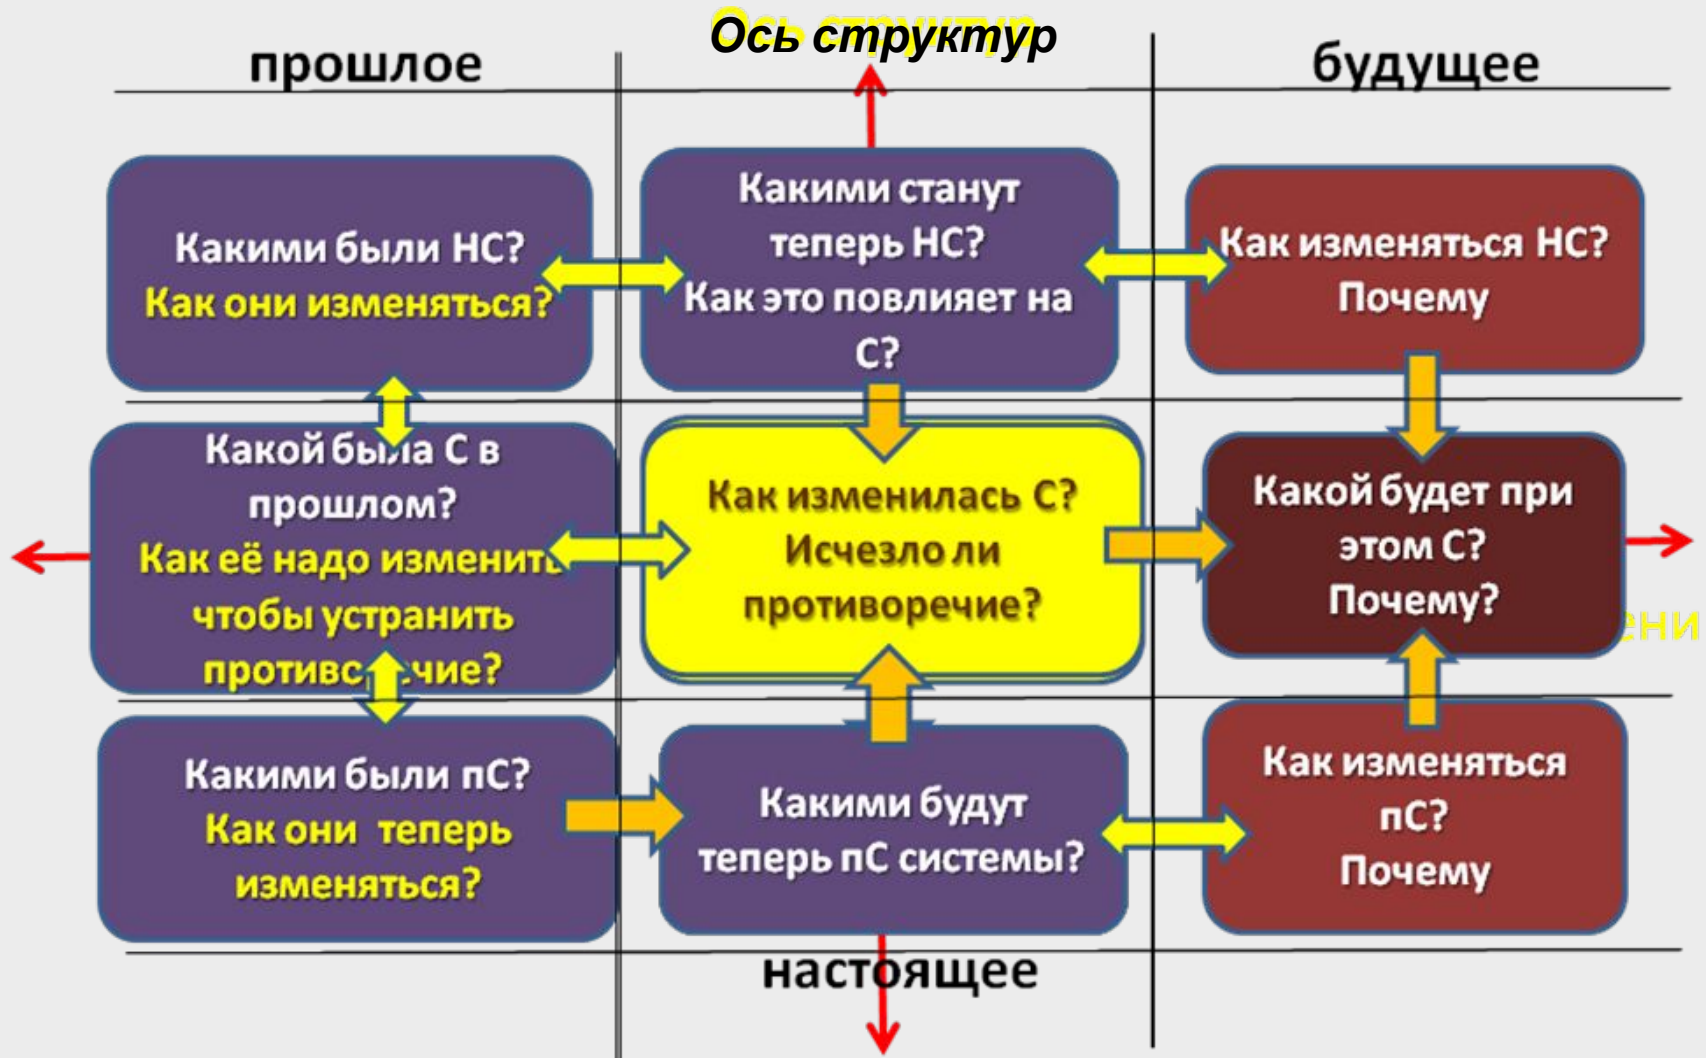 Ось структур
прошлое
будущее
Какими были НС?
Как они изменяться?
Какими станут
теперь НС?
Как это повлияет на
С?
Как изменяться НС?
Почему
Какой была С в
прошлом?
Как её надо изменить
чтобы устранить
Как изменилась С?
Исчезло ли
противоречие?
Какой будет при
этом С?
Почему?
Какими были пС?
Как они теперь
изменяться?
Какими будут
теперь пС системы?
Как изменяться
пС?
Почему
настоящее